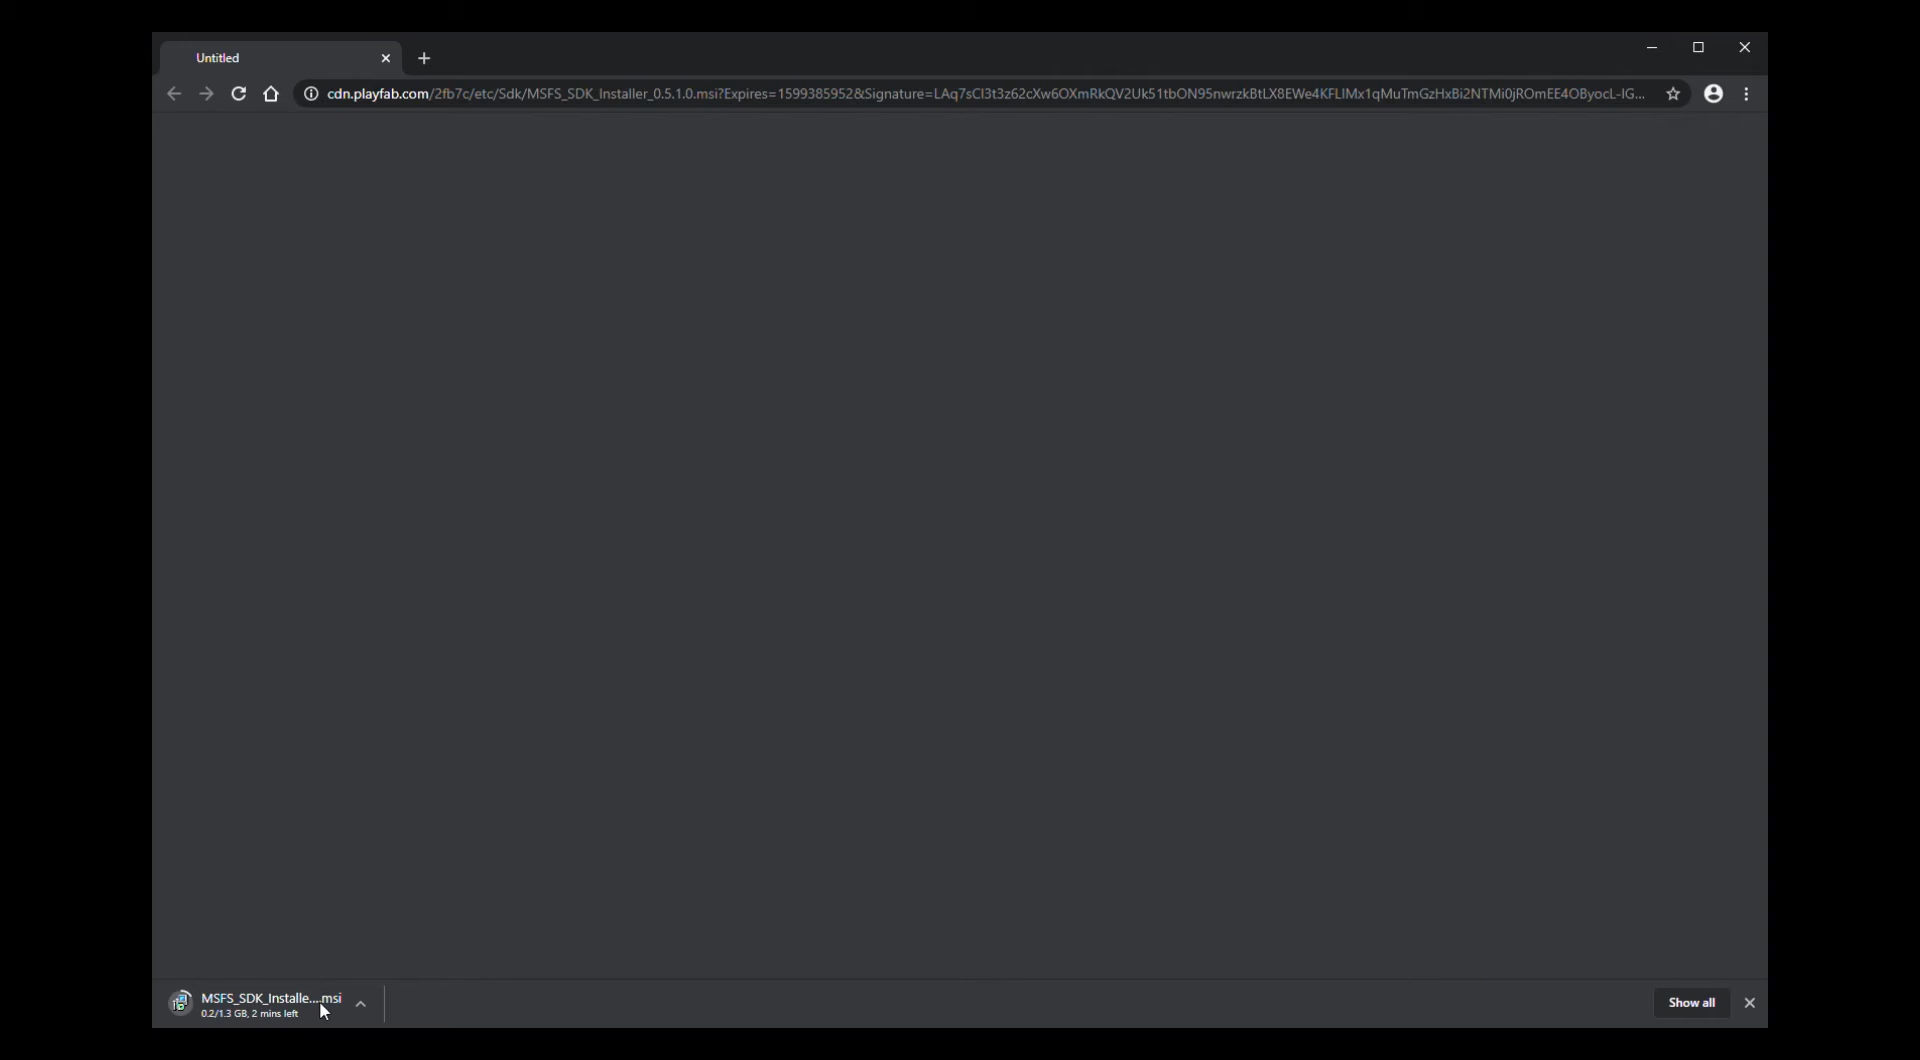 Untitled
cdn.playfab.com/2fb7c/etc/Sdk/MSFS_SDK_Installer_0.5.1.0.msi?Expires=1599385952&Signature=LAq7sCl3t3z62cXw6OXmRkQV2Uk51tbON95nwrzkBtLX8EWe4KFLIMx1qMuTmGzHxBi2NTMi0jROmEE4OByocL-IG...
MSFS_SDK_Installe....msi
0.2/1.3 GB, 2 mins left
Show all